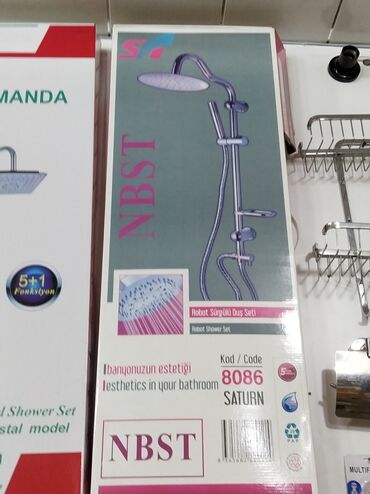 MANDA
5+1
Fonksiyon
Shower Set
stal model
NBST
Robot Sürgülü Duş Seti
Robot Shower Set
banyonuzun estetiği
esthetics in your bathroom
Kod / Code
8086
SATURN
NBST
MULTIF